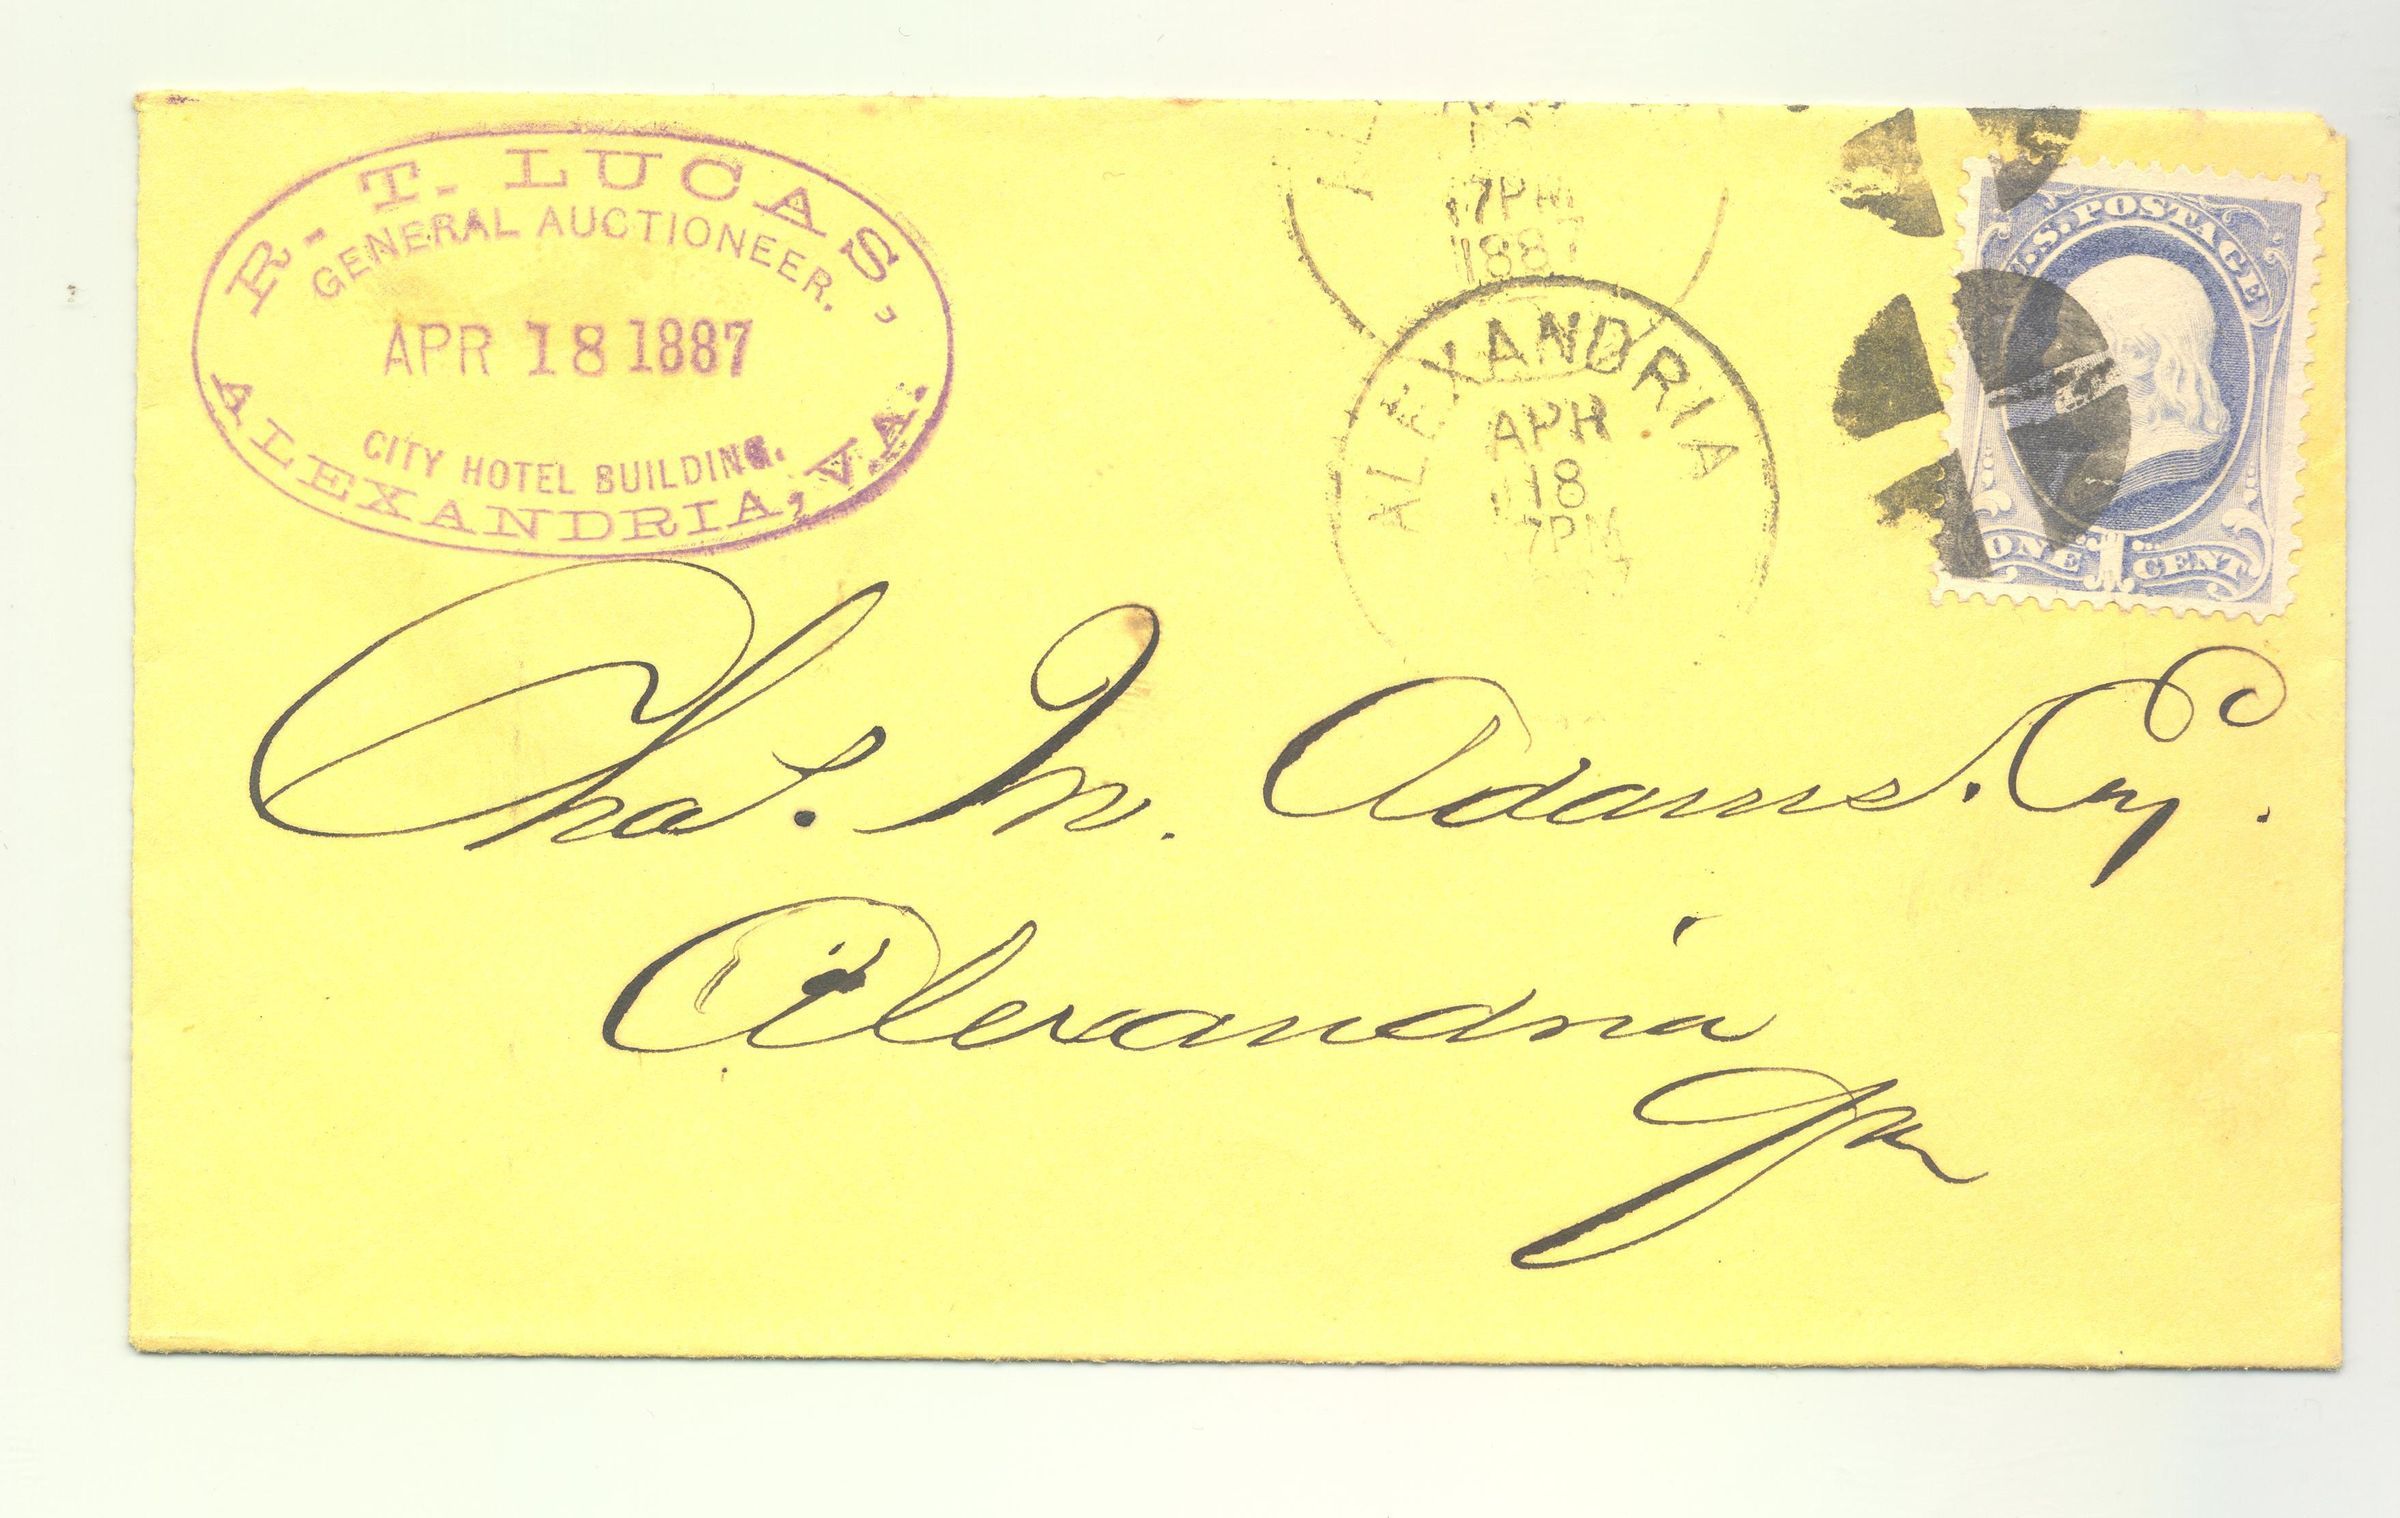 R. T. LUCAS,
GENERAL AUCTIONEER.
APR 18 1887
CITY HOTEL BUILDING.
ALEXANDRIA, VA.
7PM
1887
ALEXANDRIA
APR
18
7PM
U.S. POSTAGE
ONE 1 CENT
Chas. M. Adams. Esq.
Alexandria
Va